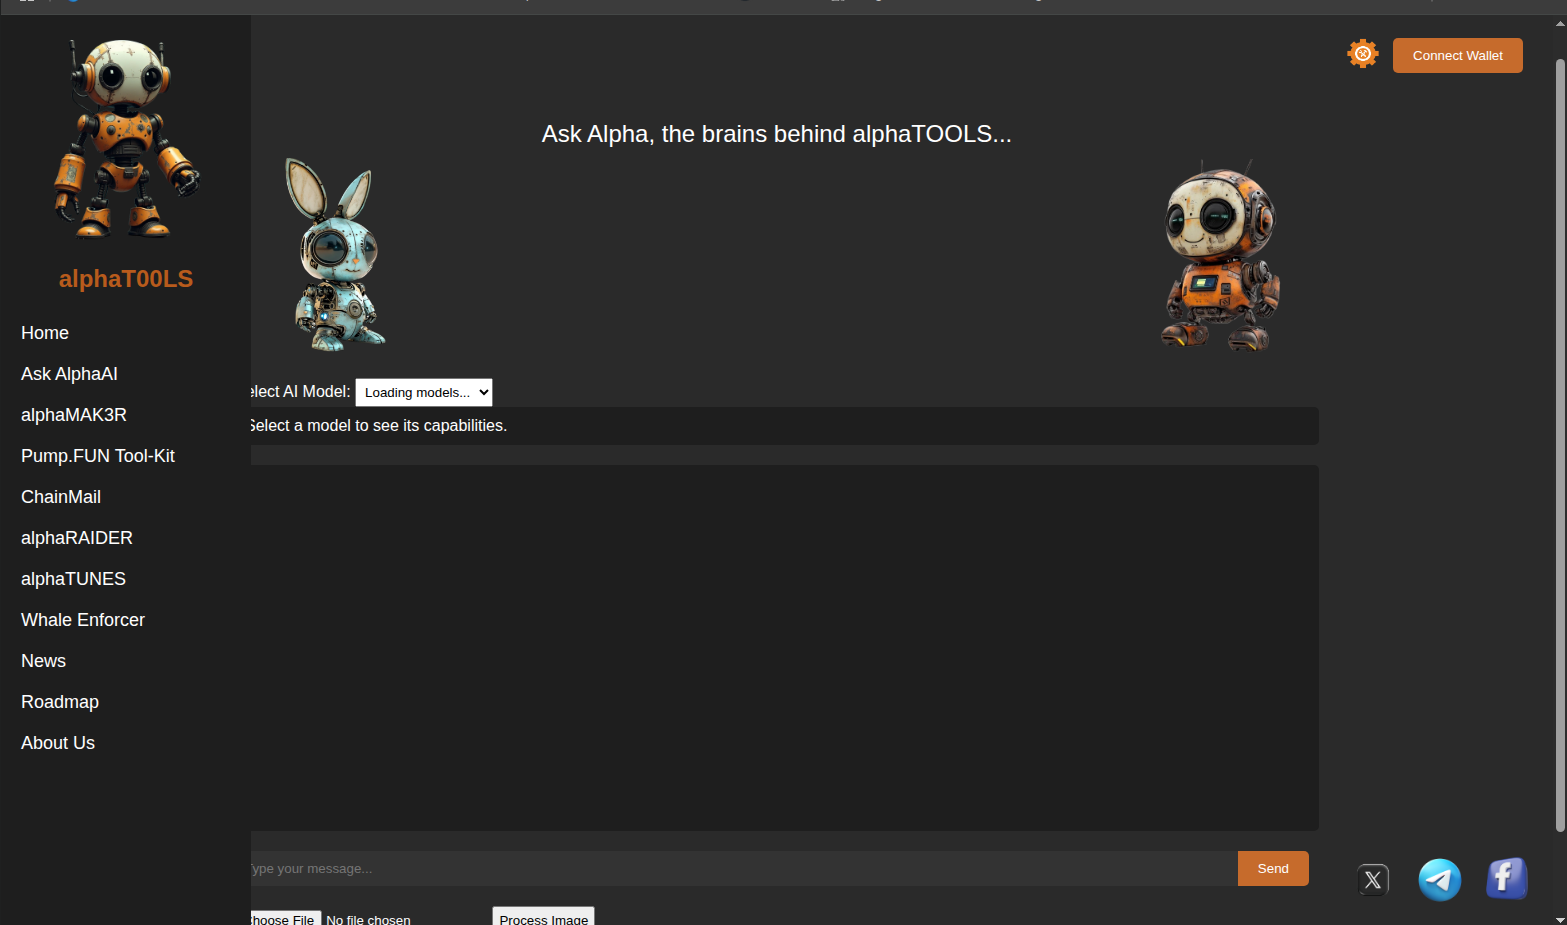 Connect Wallet
Ask Alpha, the brains behind alphaTOOLS...
alphaT00LS
Home
Ask AlphaAI
alphaMAK3R
Pump.FUN Tool-Kit
ChainMail
alphaRAIDER
alphaTUNES
Whale Enforcer
News
Roadmap
About Us
elect AI Model: Loading models...
Select a model to see its capabilities.
Type your message... Send
hoose File No file chosen Process Image